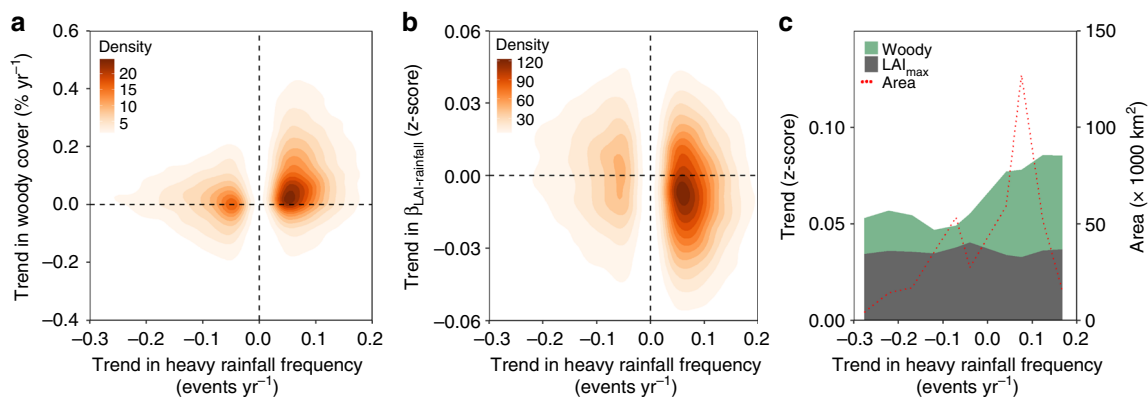 a
Trend in woody cover (% yr⁻¹)
0.6
0.4
0.2
0.0
−0.2
−0.4
Density
20
15
10
5
−0.3 −0.2 −0.1 0.0 0.1 0.2
Trend in heavy rainfall frequency
(events yr⁻¹)
b
Trend in βLAI-rainfall (z-score)
0.06
0.03
0.00
−0.03
−0.06
Density
120
90
60
30
−0.3 −0.2 −0.1 0.0 0.1 0.2
Trend in heavy rainfall frequency
(events yr⁻¹)
c
Trend (z-score)
0.10
0.05
0.00
Woody
LAImax
Area
150
100
50
0
Area (× 1000 km²)
−0.3 −0.2 −0.1 0.0 0.1 0.2
Trend in heavy rainfall frequency
(events yr⁻¹)